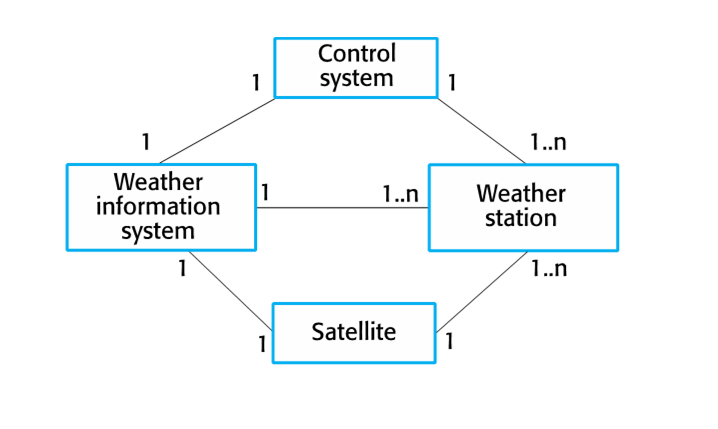 Control
system
1
1
1
1..n
Weather
information
system
1
1..n
Weather
station
1
1..n
Satellite
1
1